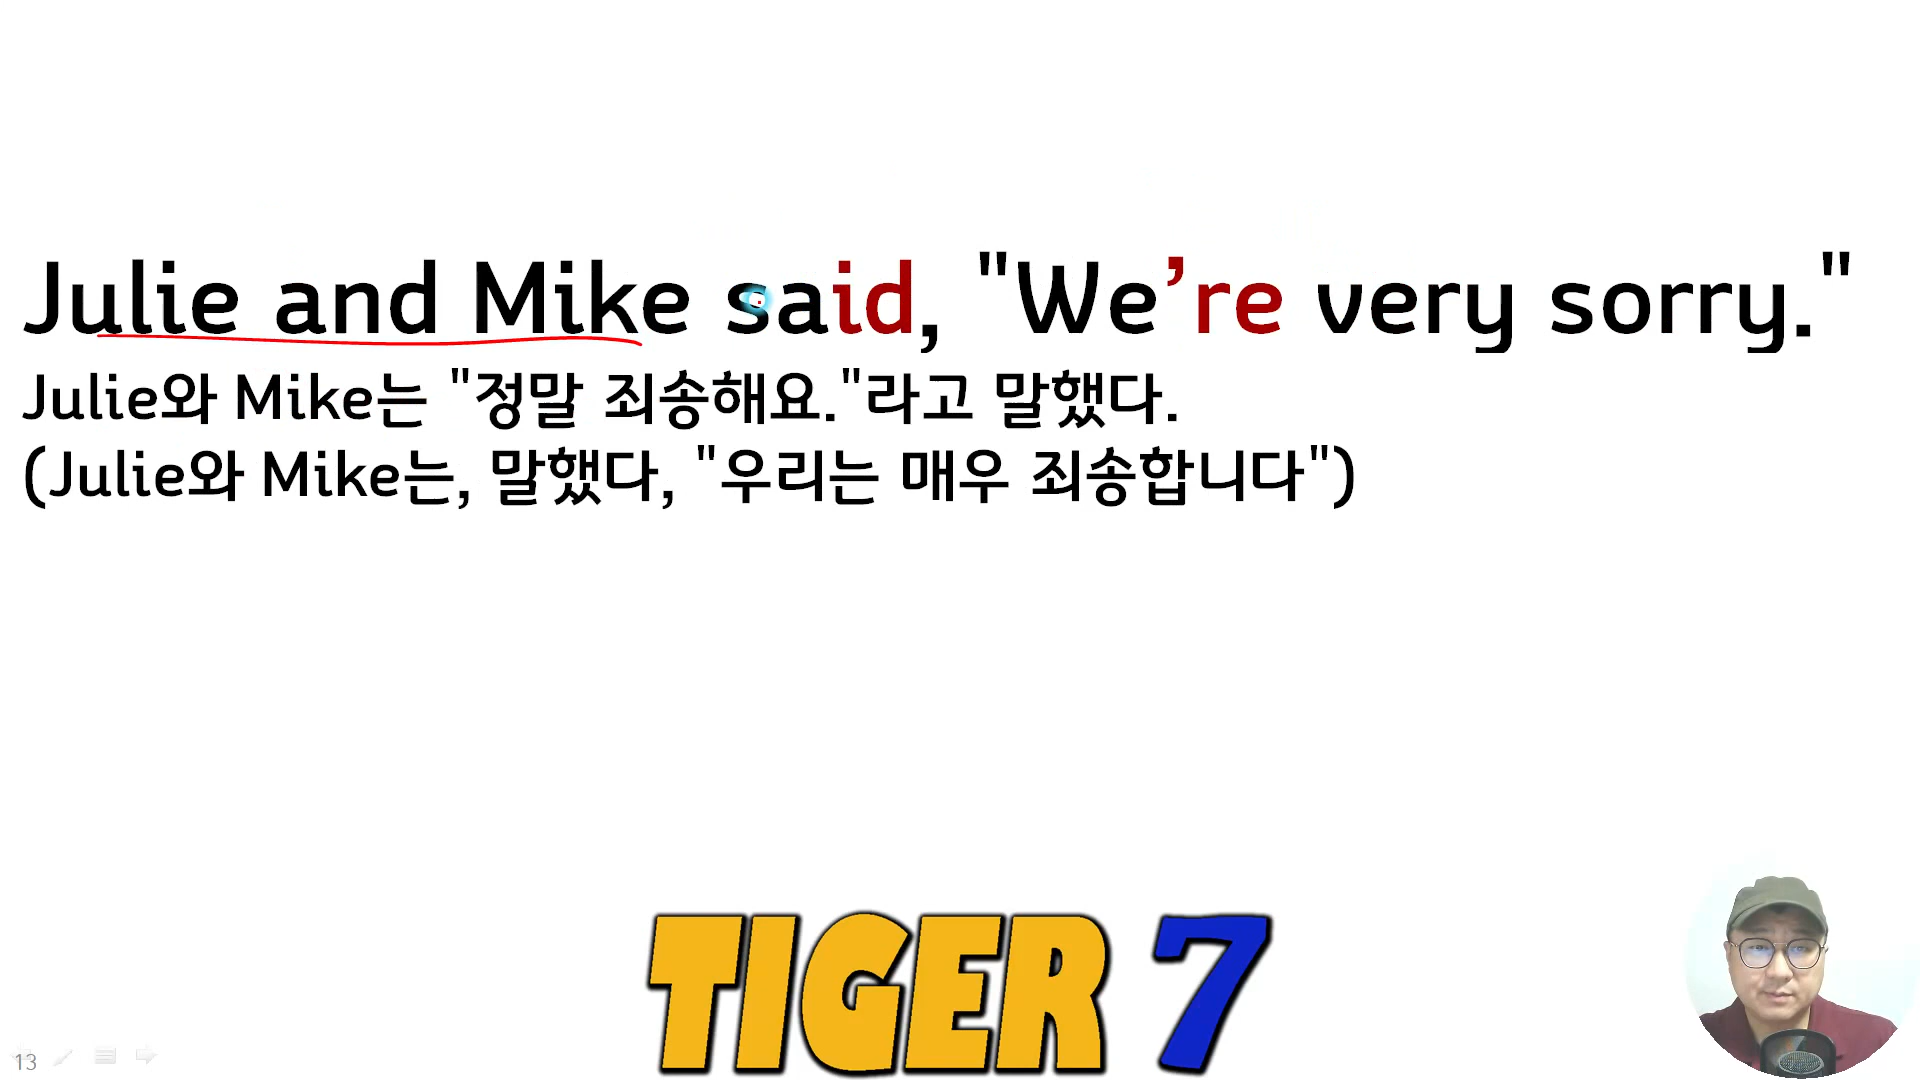 Julie and Mike said, "We’re very sorry."
Julie와 Mike는 "정말 죄송해요."라고 말했다.
(Julie와 Mike는, 말했다, "우리는 매우 죄송합니다")
TIGER 7
13